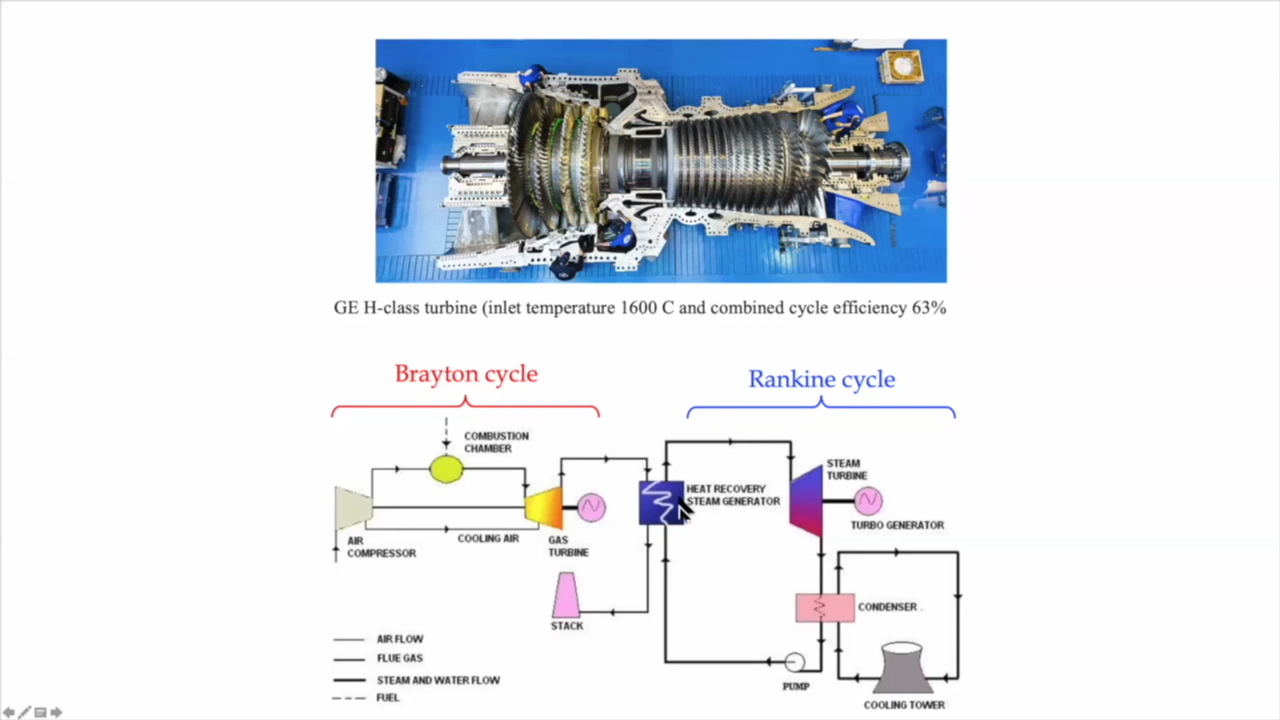 GE H-class turbine (inlet temperature 1600 C and combined cycle efficiency 63%
Brayton cycle
Rankine cycle
COMBUSTION
CHAMBER
AIR
COMPRESSOR
COOLING AIR
GAS
TURBINE
HEAT RECOVERY
STEAM GENERATOR
STEAM
TURBINE
TURBO GENERATOR
STACK
CONDENSER .
PUMP
COOLING TOWER
AIR FLOW
FLUE GAS
STEAM AND WATER FLOW
FUEL